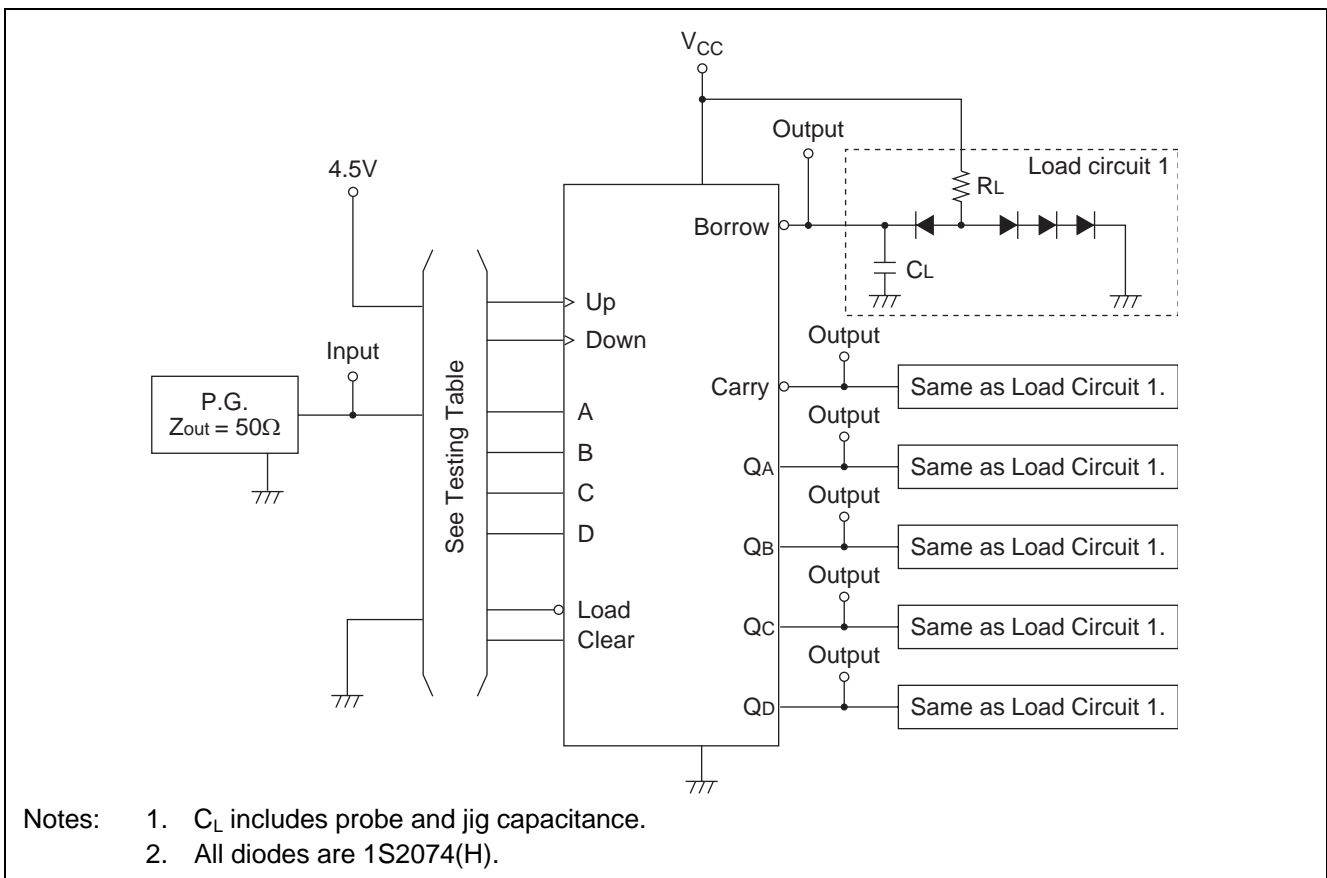 VCC
Output
Load circuit 1
4.5V
RL
Borrow
CL
Up
Output
Down
Input
Carry
Same as Load Circuit 1.
P.G.
Zout = 50Ω
See Testing Table
A
Output
B
QA
Same as Load Circuit 1.
C
Output
D
QB
Same as Load Circuit 1.
Output
Load
QC
Same as Load Circuit 1.
Clear
Output
QD
Same as Load Circuit 1.
Notes: 1. CL includes probe and jig capacitance.
2. All diodes are 1S2074(H).